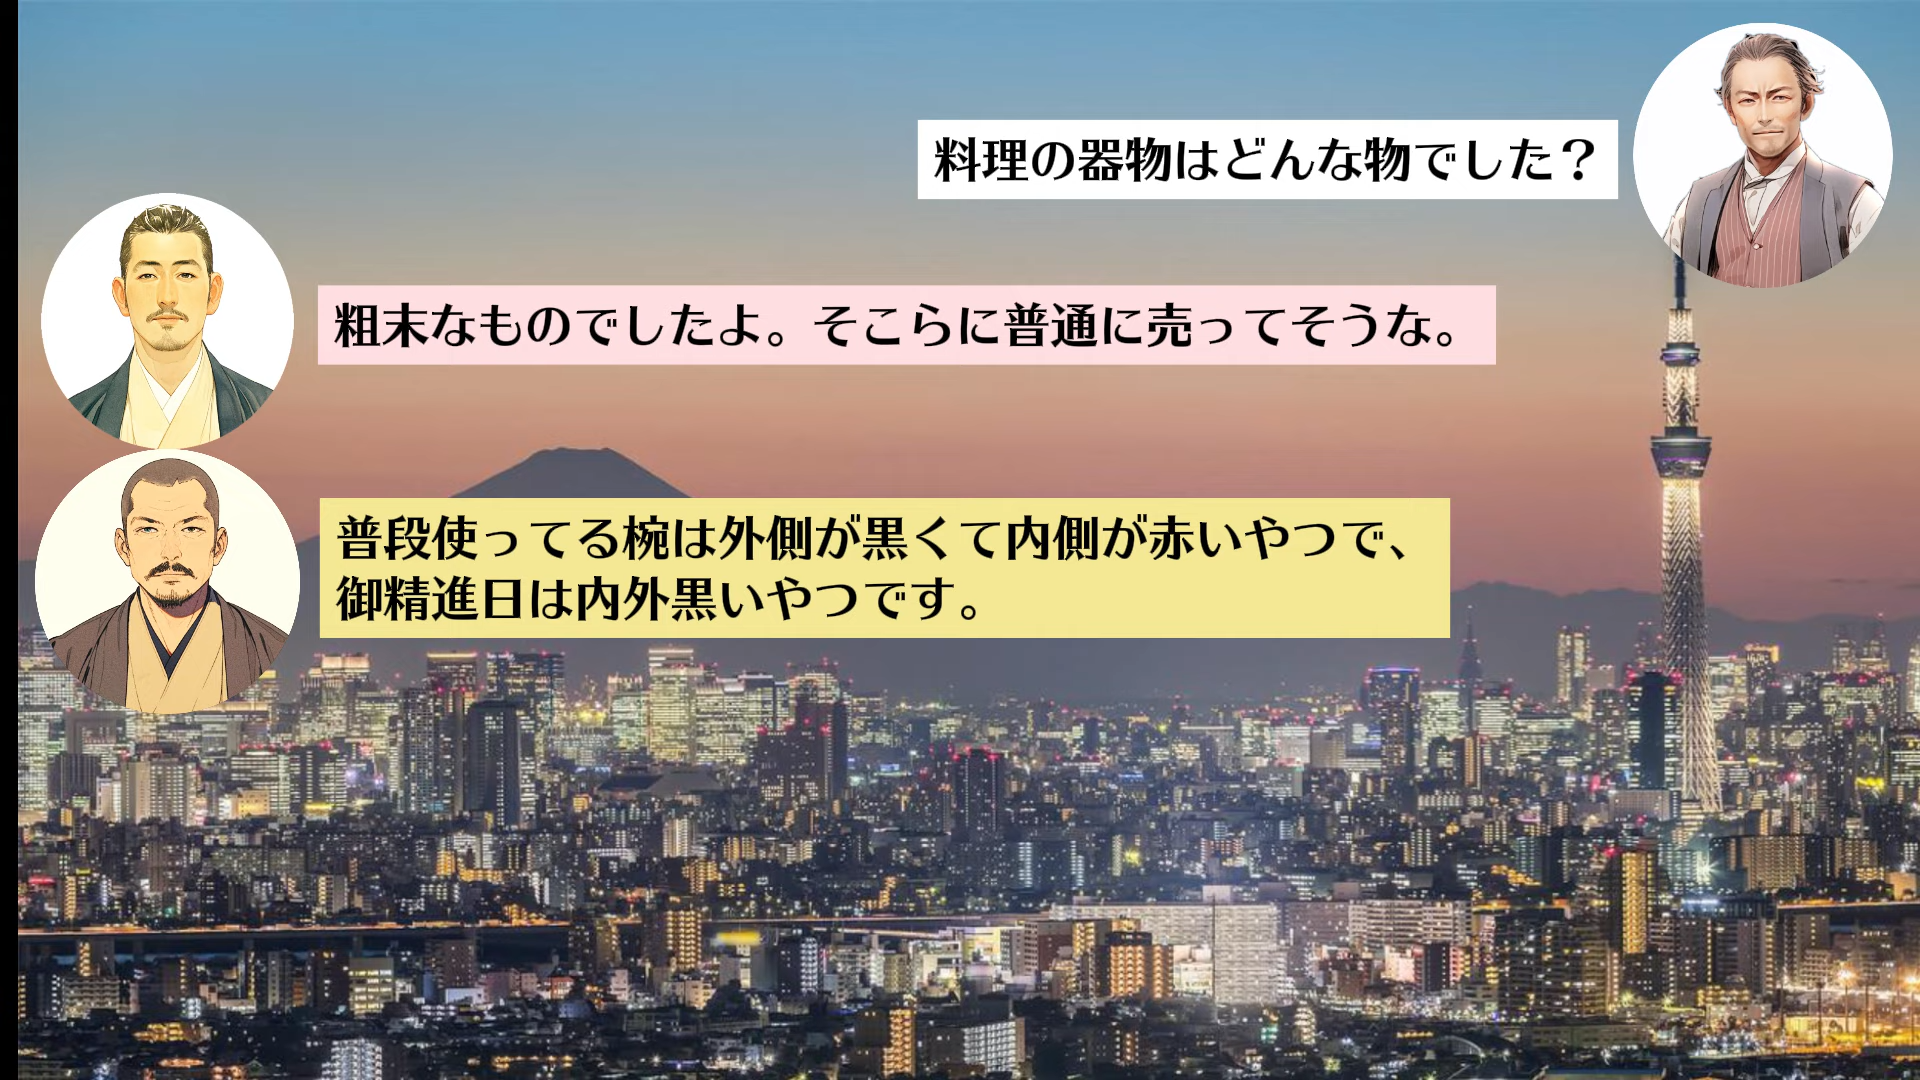 料理の器物はどんな物でした？
粗末なものでしたよ。そこらに普通に売ってそうな。
普段使ってる椀は外側が黒くて内側が赤いやつで、
御精進日は内外黒いやつです。